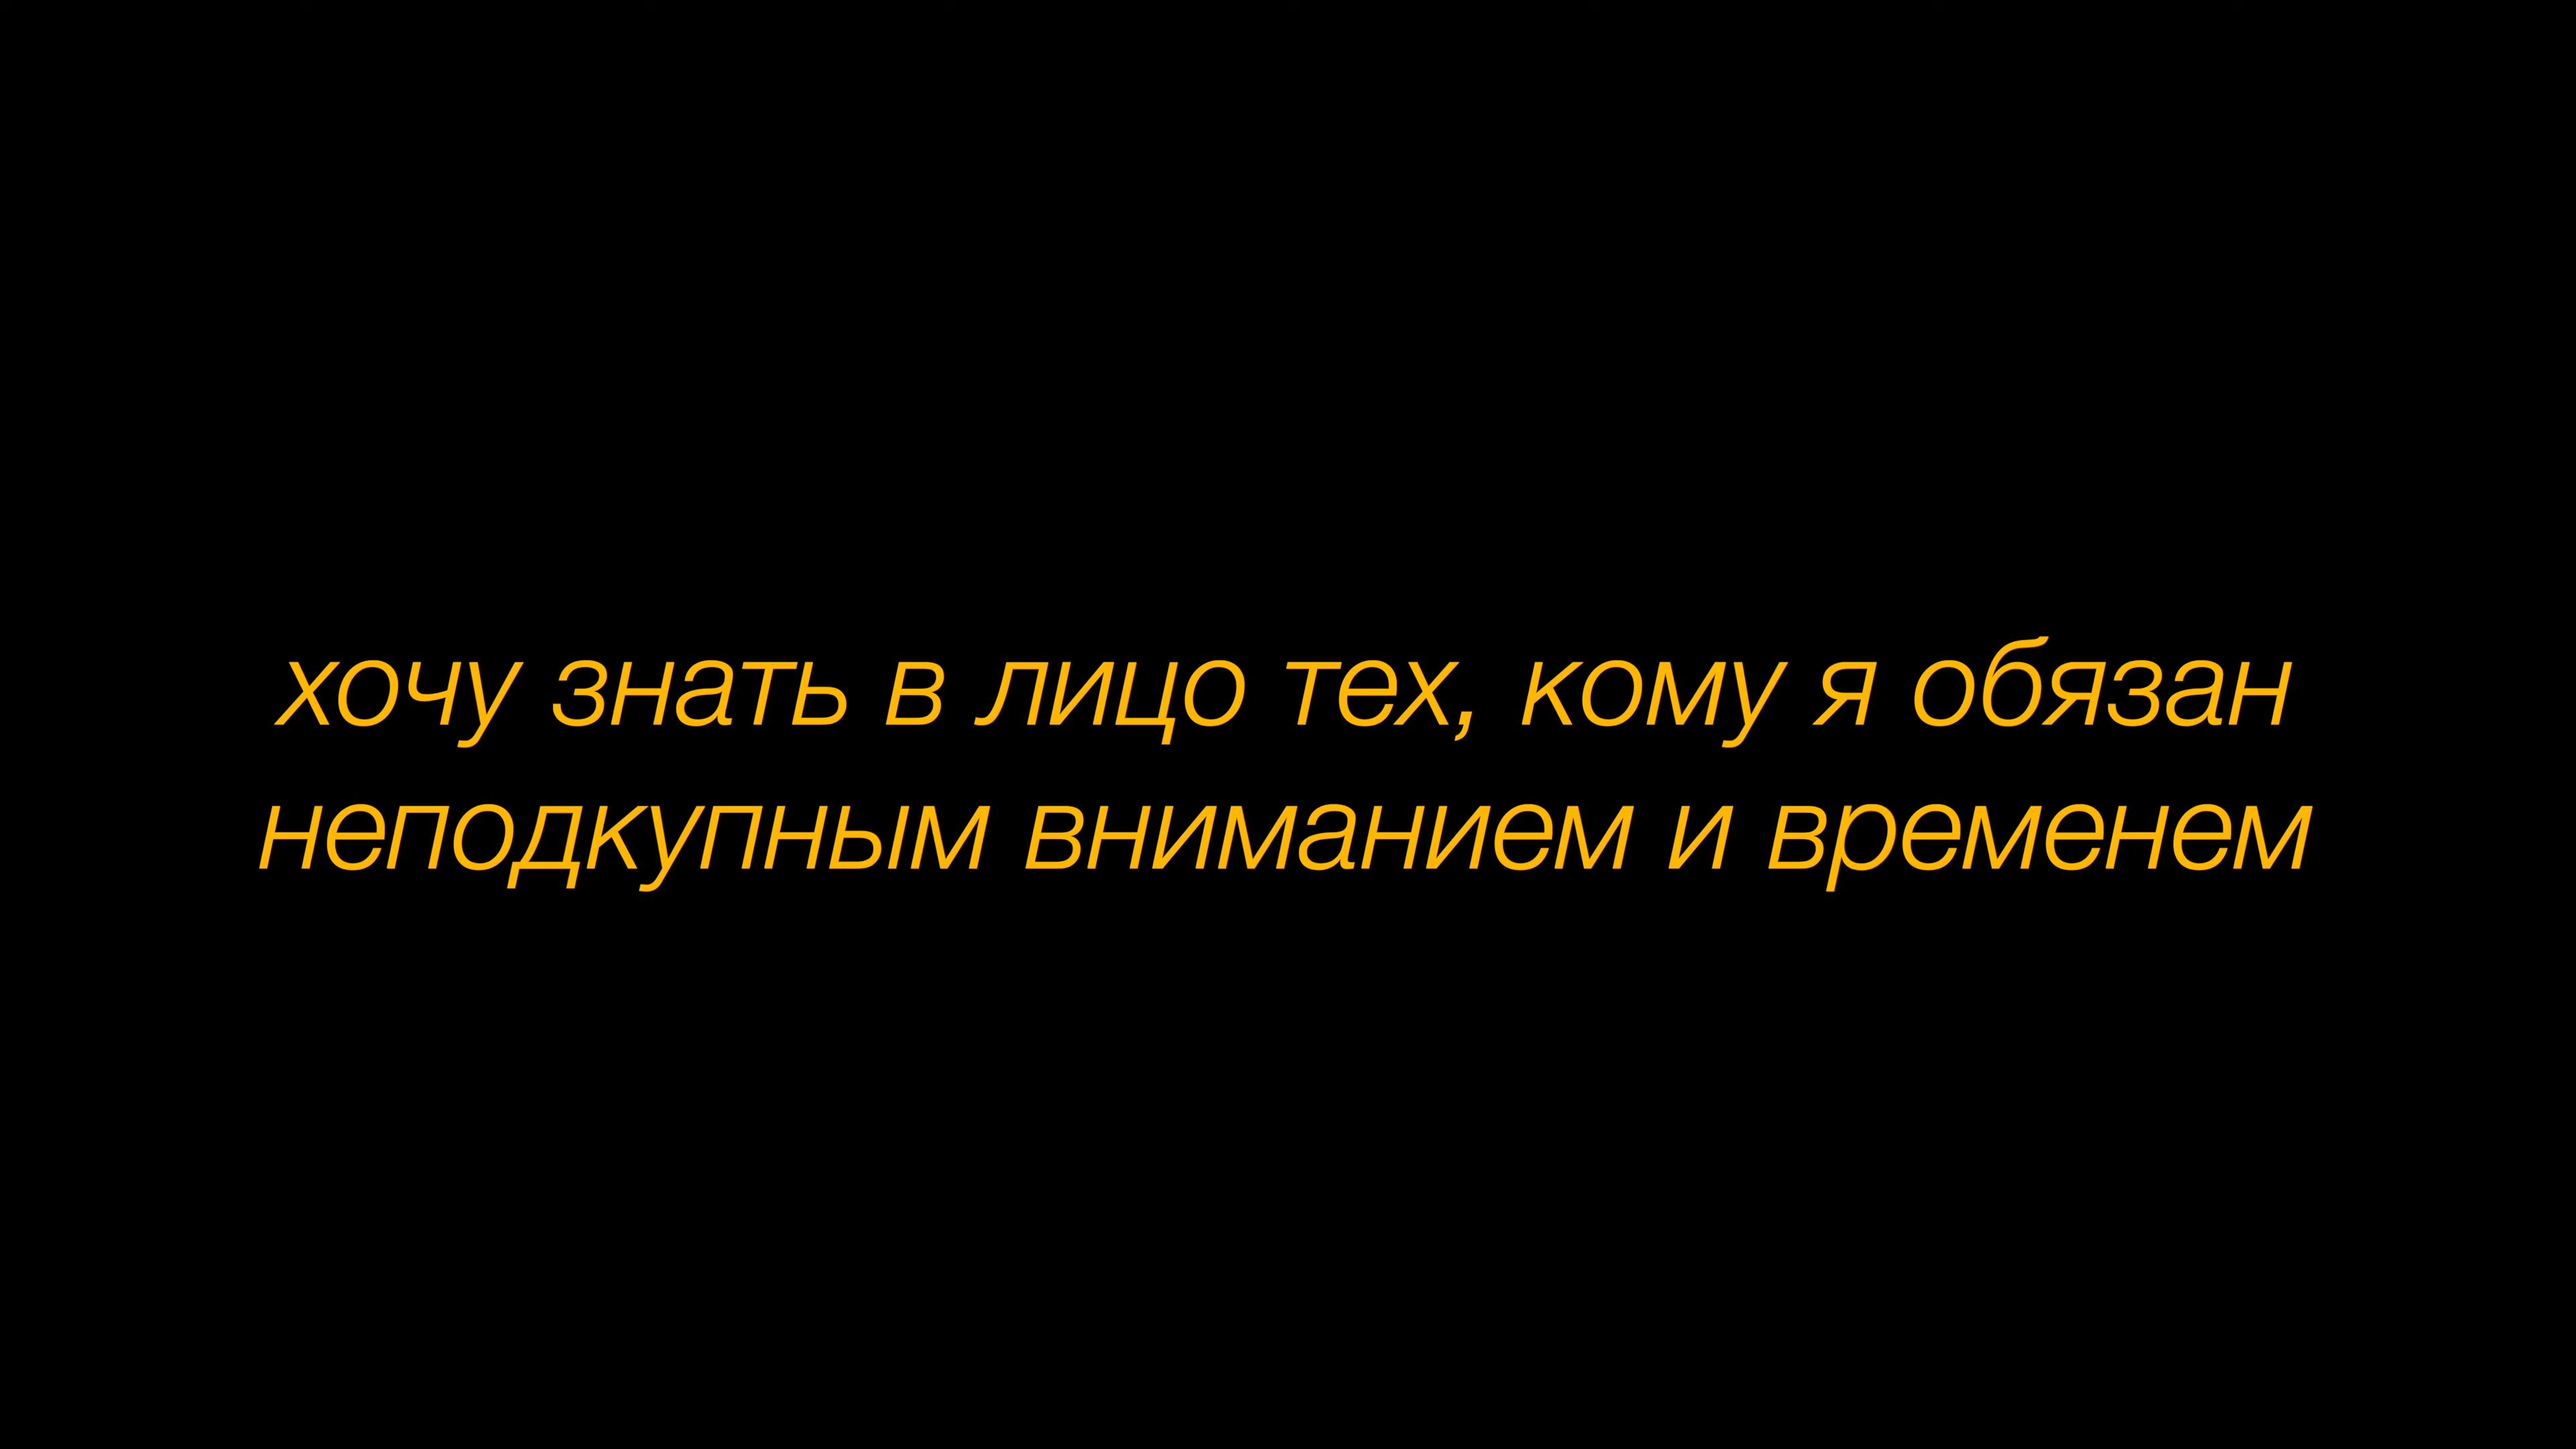 хочу знать в лицо тех, кому я обязан
неподкупным вниманием и временем